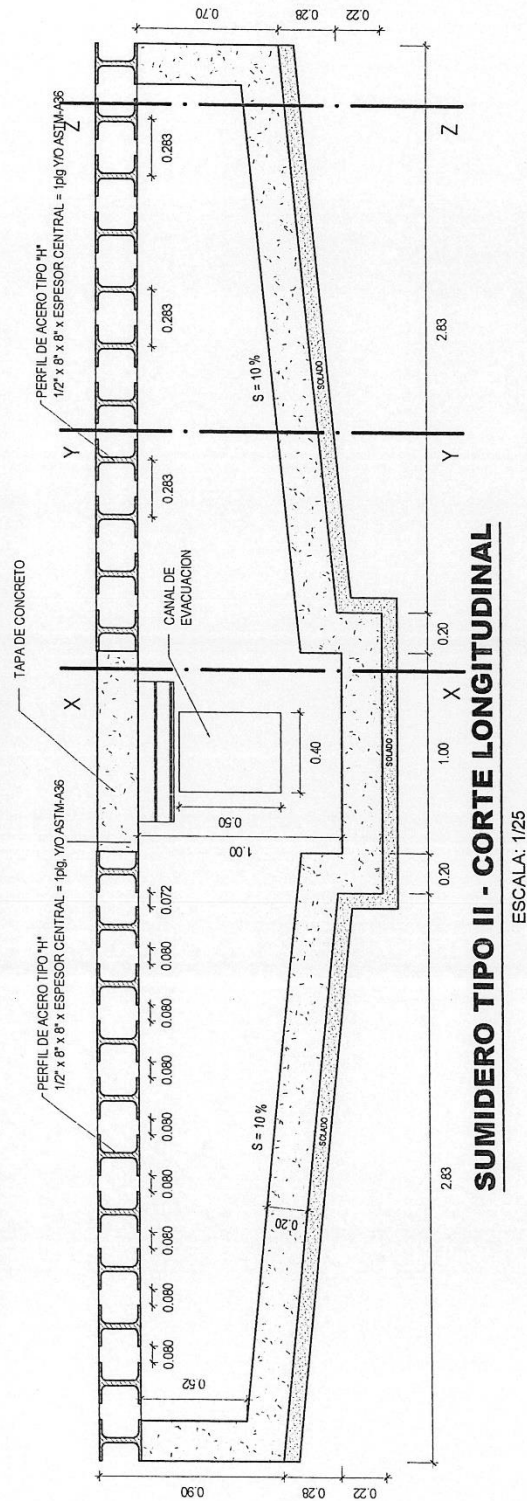 TAPA DE CONCRETO
PERFIL DE ACERO TIPO "H"
1/2" x 8" x 8" x ESPESOR CENTRAL = 1plg, Y/O ASTM-A36
PERFIL DE ACERO TIPO "H"
1/2" x 8" x 8" x ESPESOR CENTRAL = 1plg Y/O ASTM-A36
X
Y
Z
0.90
0.28
0.22
0.52
0.080
0.080
0.080
0.080
0.080
0.080
0.080
0.080
0.072
1.00
0.50
0.40
CANAL DE
EVACUACION
0.283
0.283
0.283
0.70
0.28
0.22
S = 10 %
S = 10 %
0.20
SOLADO
SOLADO
SOLADO
X
Y
Z
2.83
0.20
1.00
0.20
2.83
SUMIDERO TIPO II - CORTE LONGITUDINAL
ESCALA: 1/25